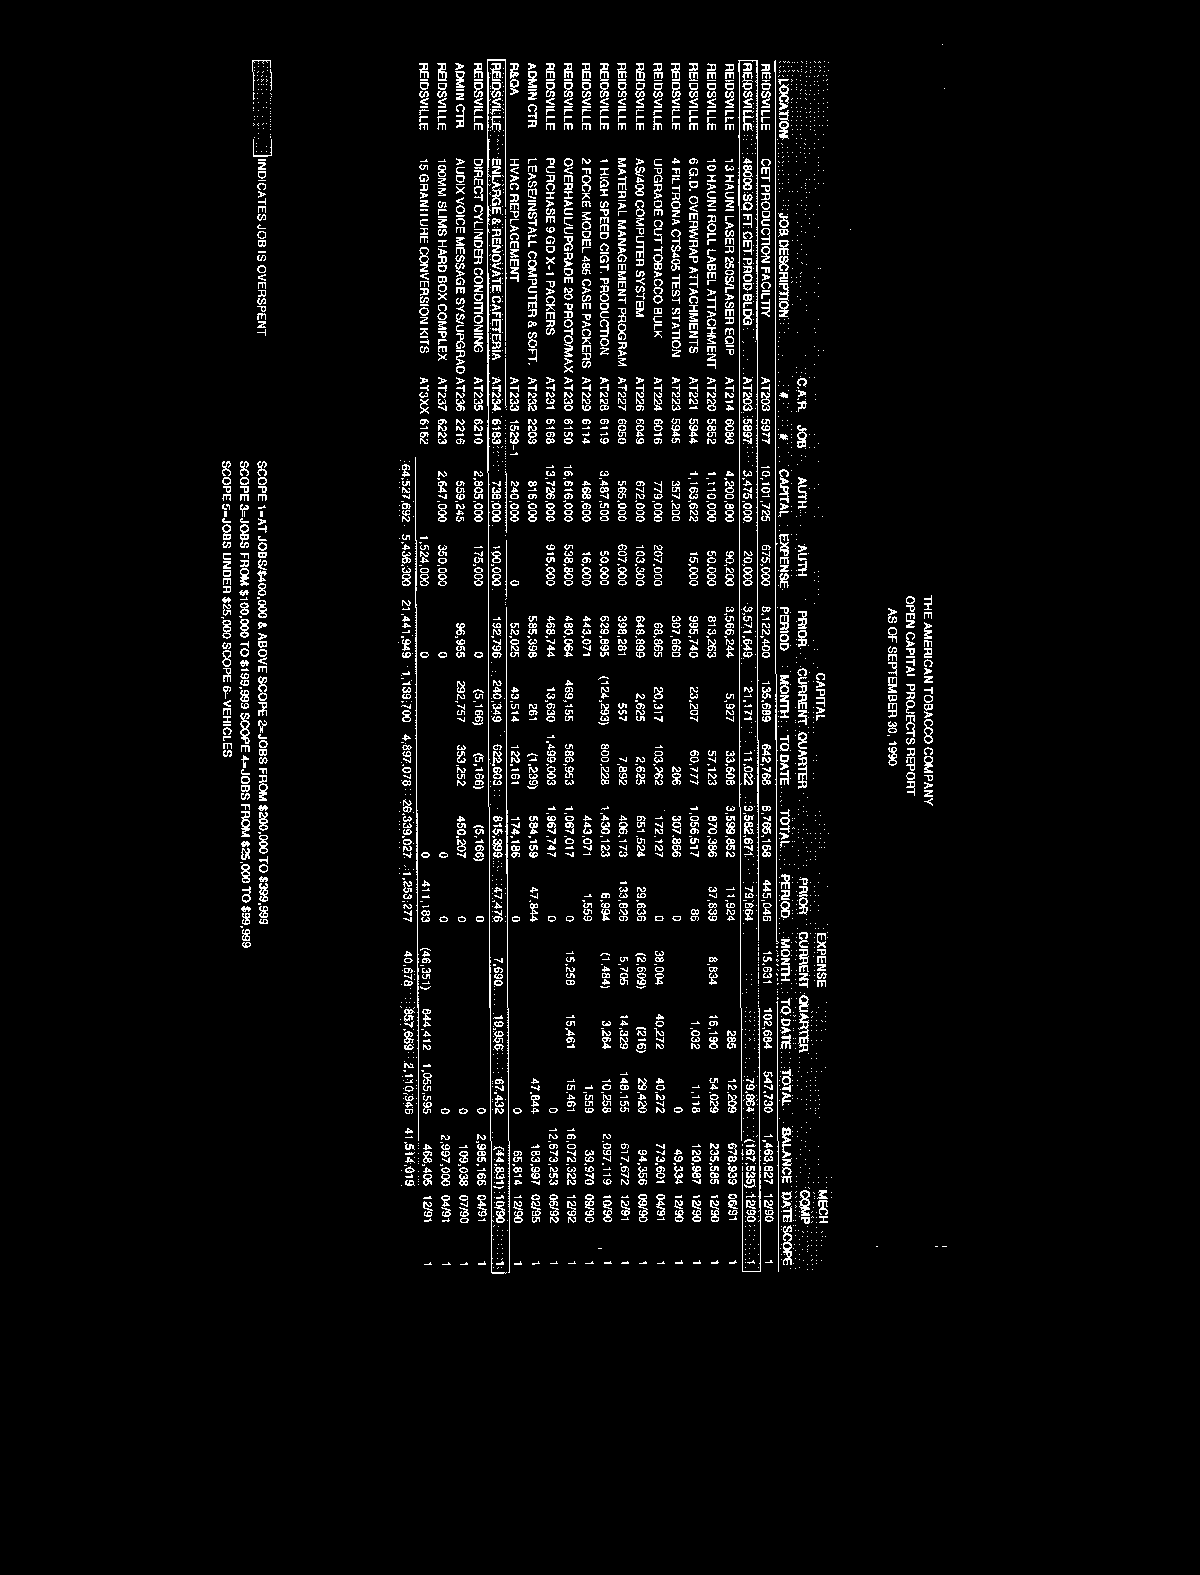 THE AMERICAN TOBACCO COMPANY
OPEN CAPITAL PROJECTS REPORT
AS OF SEPTEMBER 30, 1990
CAPITAL EXPENSE MECH
C.A.R. JOB AUTH AUTH PRIOR CURRENT QUARTER PRIOR CURRENT QUARTER COMP
LOCATION JOB DESCRIPTION # # CAPITAL EXPENSE PERIOD MONTH TO DATE TOTAL PERIOD MONTH TO DATE TOTAL BALANCE DATE SCOPE
REIDSVILLE CET PRODUCTION FACILITY AT203 5977 10,101,725 675,000 8,122,400 135,689 642,768 8,765,168 445,046 15,631 102,684 547,730 1,463,827 12/90 1
REIDSVILLE 48000 SQ FT CET PROD BLDG AT203 5897 3,475,000 20,000 3,571,649 21,171 11,022 3,582,671 79,864 79,864 (167,535) 12/90 1
REIDSVILLE 13 HAUNI LASER 250S/LASER EQIP AT214 6080 4,200,800 90,200 3,566,244 5,927 33,608 3,599,852 11,924 285 12,209 678,939 06/91 1
REIDSVILLE 10 HAUNI ROLL LABEL ATTACHMENT AT220 5852 1,110,000 50,000 813,263 57,123 870,386 37,839 8,834 16,190 54,029 235,585 12/90 1
REIDSVILLE 6 G.D. OVERWRAP ATTACHMENTS AT221 5944 1,163,622 15,000 995,740 23,207 60,777 1,056,517 86 1,032 1,118 120,987 12/90 1
REIDSVILLE 4 FILTRONA CTS405 TEST STATION AT223 5945 357,200 307,660 206 307,866 0 0 49,334 12/90 1
REIDSVILLE UPGRADE CUT TOBACCO BULK AT224 6016 779,000 207,000 68,865 20,317 103,262 172,127 0 38,004 40,272 40,272 773,601 04/91 1
REIDSVILLE AS/400 COMPUTER SYSTEM AT226 6049 672,000 103,300 648,899 2,625 2,625 651,524 29,636 (2,609) (216) 29,420 94,356 09/90 1
REIDSVILLE MATERIAL MANAGEMENT PROGRAM AT227 6050 565,000 607,000 398,281 557 7,892 406,173 133,826 5,705 14,329 148,155 617,672 12/91 1
REIDSVILLE 1 HIGH SPEED CIGT. PRODUCTION AT228 6119 3,487,500 50,000 629,895 (124,293) 800,228 1,430,123 6,994 (1,484) 3,264 10,258 2,097,119 10/90 1
REIDSVILLE 2 FOCKE MODEL 485 CASE PACKERS AT229 6114 468,600 16,000 443,071 443,071 1,559 1,559 39,970 09/90 1
REIDSVILLE OVERHAUL/UPGRADE 20 PROTO/MAX AT230 6150 16,616,000 538,800 480,064 469,155 586,953 1,067,017 0 15,258 15,461 15,461 16,072,322 12/92 1
REIDSVILLE PURCHASE 9 GD X-1 PACKERS AT231 6168 13,726,000 915,000 468,744 13,630 1,499,003 1,967,747 0 0 12,673,253 06/92 1
ADMIN CTR LEASE/INSTALL COMPUTER & SOFT. AT232 2203 816,000 585,398 261 (1,239) 584,159 47,844 47,844 183,997 02/95 1
R&QA HVAC REPLACEMENT AT233 1529-1 240,000 0 52,025 43,514 122,161 174,186 0 0 65,814 12/90 1
REIDSVILLE ENLARGE & RENOVATE CAFETERIA AT234 6183 738,000 100,000 192,796 240,349 622,603 815,399 47,476 7,690 19,956 67,432 (44,831) 10/90 1
REIDSVILLE DIRECT CYLINDER CONDITIONING AT235 6210 2,805,000 175,000 0 (5,166) (5,166) (5,166) 0 0 2,985,166 04/91 1
ADMIN CTR AUDIX VOICE MESSAGE SYS/UPGRAD AT236 2216 559,245 96,955 292,757 353,252 450,207 0 0 109,038 07/90 1
REIDSVILLE 100MM SLIMS HARD BOX COMPLEX AT237 6223 2,647,000 350,000 0 0 0 0 2,997,000 04/91 1
REIDSVILLE 15 GRANITURE CONVERSION KITS AT3XX 6162 1,524,000 0 0 411,183 (46,351) 644,412 1,055,595 468,405 12/91 1
64,527,692 5,436,300 21,441,949 1,139,700 4,897,078 26,339,027 1,253,277 40,678 857,669 2,110,946 41,514,019
INDICATES JOB IS OVERSPENT
SCOPE 1=AT JOBS/$400,000 & ABOVE SCOPE 2=JOBS FROM $200,000 TO $399,999
SCOPE 3=JOBS FROM $100,000 TO $199,999 SCOPE 4=JOBS FROM $25,000 TO $99,999
SCOPE 5=JOBS UNDER $25,000 SCOPE 6=VEHICLES